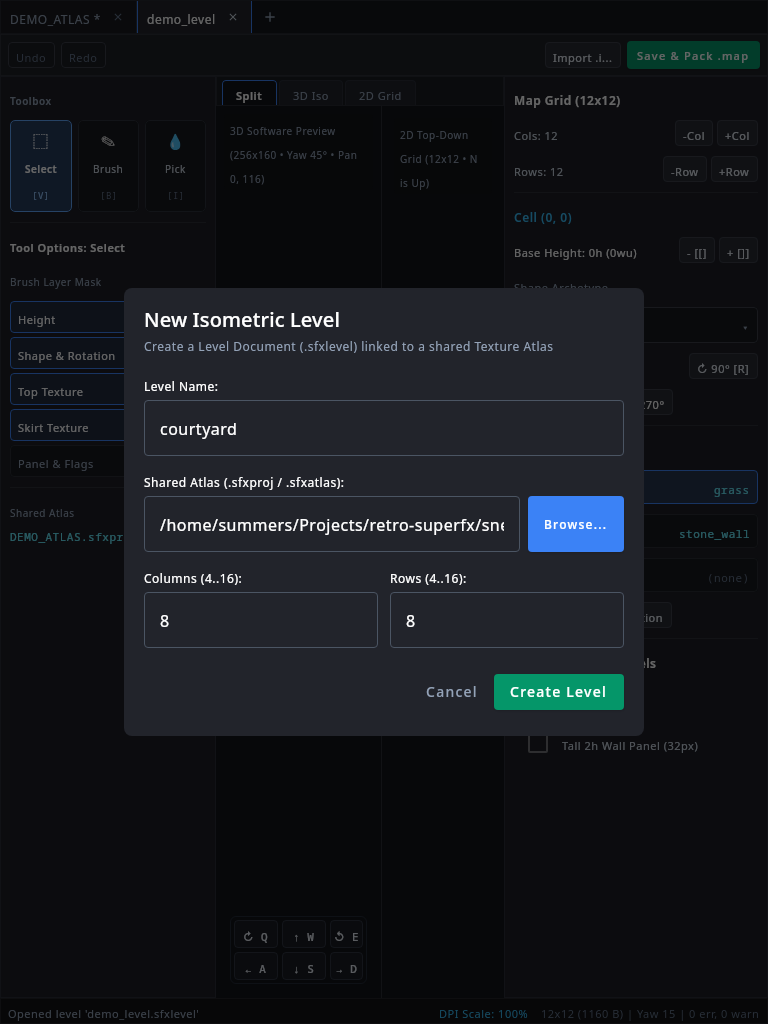 DEMO_ATLAS * ✕ demo_level ✕ +
Undo Redo Import .i... Save & Pack .map
Toolbox
Select Brush Pick
[V] [B] [I]
Tool Options: Select
Brush Layer Mask
Height
Shape & Rotation
Top Texture
Skirt Texture
Panel & Flags
Shared Atlas
DEMO_ATLAS.sfxpr
Split 3D Iso 2D Grid
3D Software Preview
(256x160 • Yaw 45° • Pan
0, 116)
2D Top-Down
Grid (12x12 • N
is Up)
Map Grid (12x12)
Cols: 12 -Col +Col
Rows: 12 -Row +Row
Cell (0, 0)
Base Height: 0h (0wu) - [[] + []]
Shape Archetype
↻ 90° [R]
270°
grass
stone_wall
(none)
Tall 2h Wall Panel (32px)
New Isometric Level
Create a Level Document (.sfxlevel) linked to a shared Texture Atlas
Level Name:
courtyard
Shared Atlas (.sfxproj / .sfxatlas):
/home/summers/Projects/retro-superfx/sne Browse...
Columns (4..16): Rows (4..16):
8 8
Cancel Create Level
↻ Q ↑ W ↺ E
← A ↓ S → D
Opened level 'demo_level.sfxlevel' DPI Scale: 100% 12x12 (1160 B) | Yaw 15 | 0 err, 0 warn